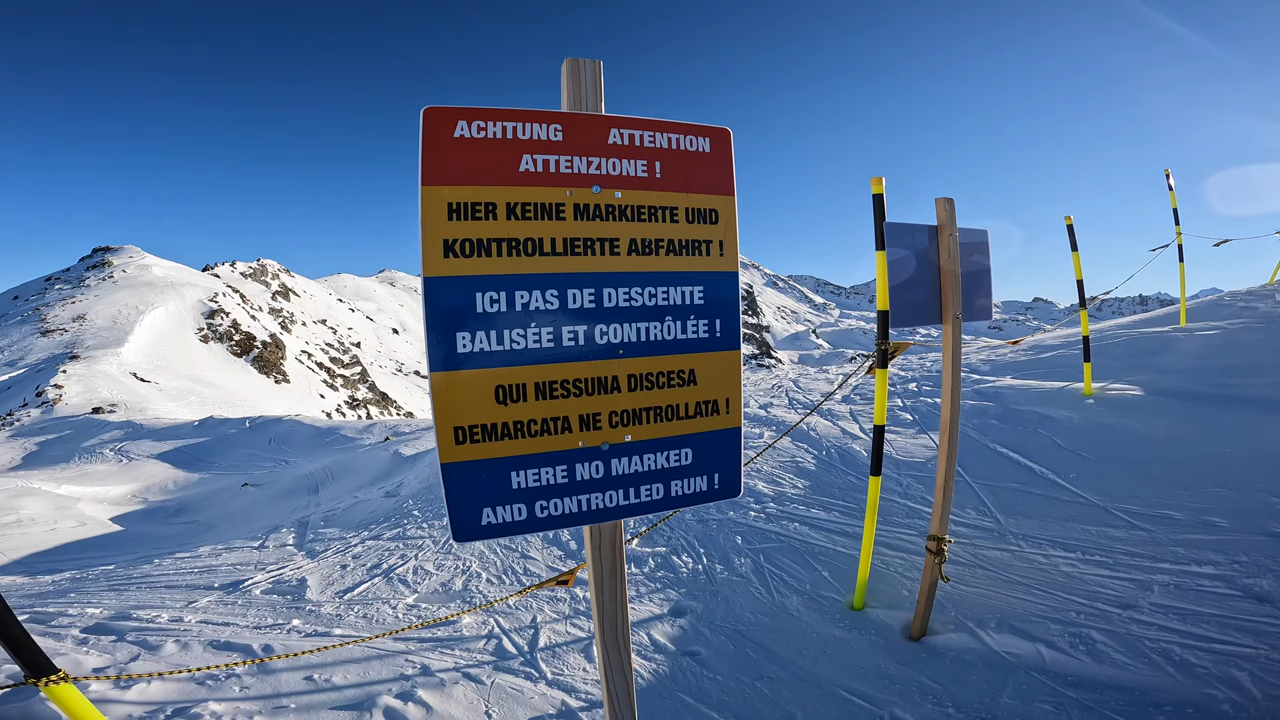 ACHTUNG ATTENTION
ATTENZIONE !
HIER KEINE MARKIERTE UND
KONTROLLIERTE ABFAHRT !
ICI PAS DE DESCENTE
BALISÉE ET CONTRÔLÉE !
QUI NESSUNA DISCESA
DEMARCATA NE CONTROLLATA !
HERE NO MARKED
AND CONTROLLED RUN !